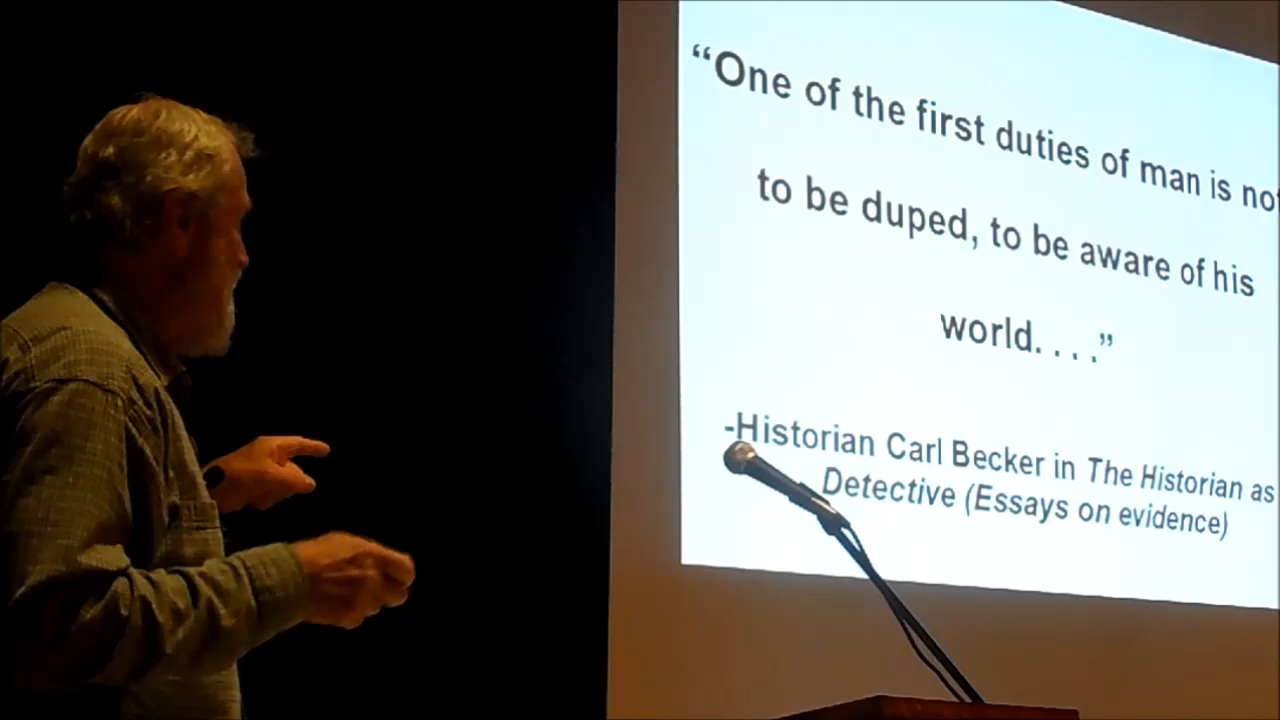 “One of the first duties of man is not
to be duped, to be aware of his
world. . . .”
-Historian Carl Becker in The Historian as
Detective (Essays on evidence)